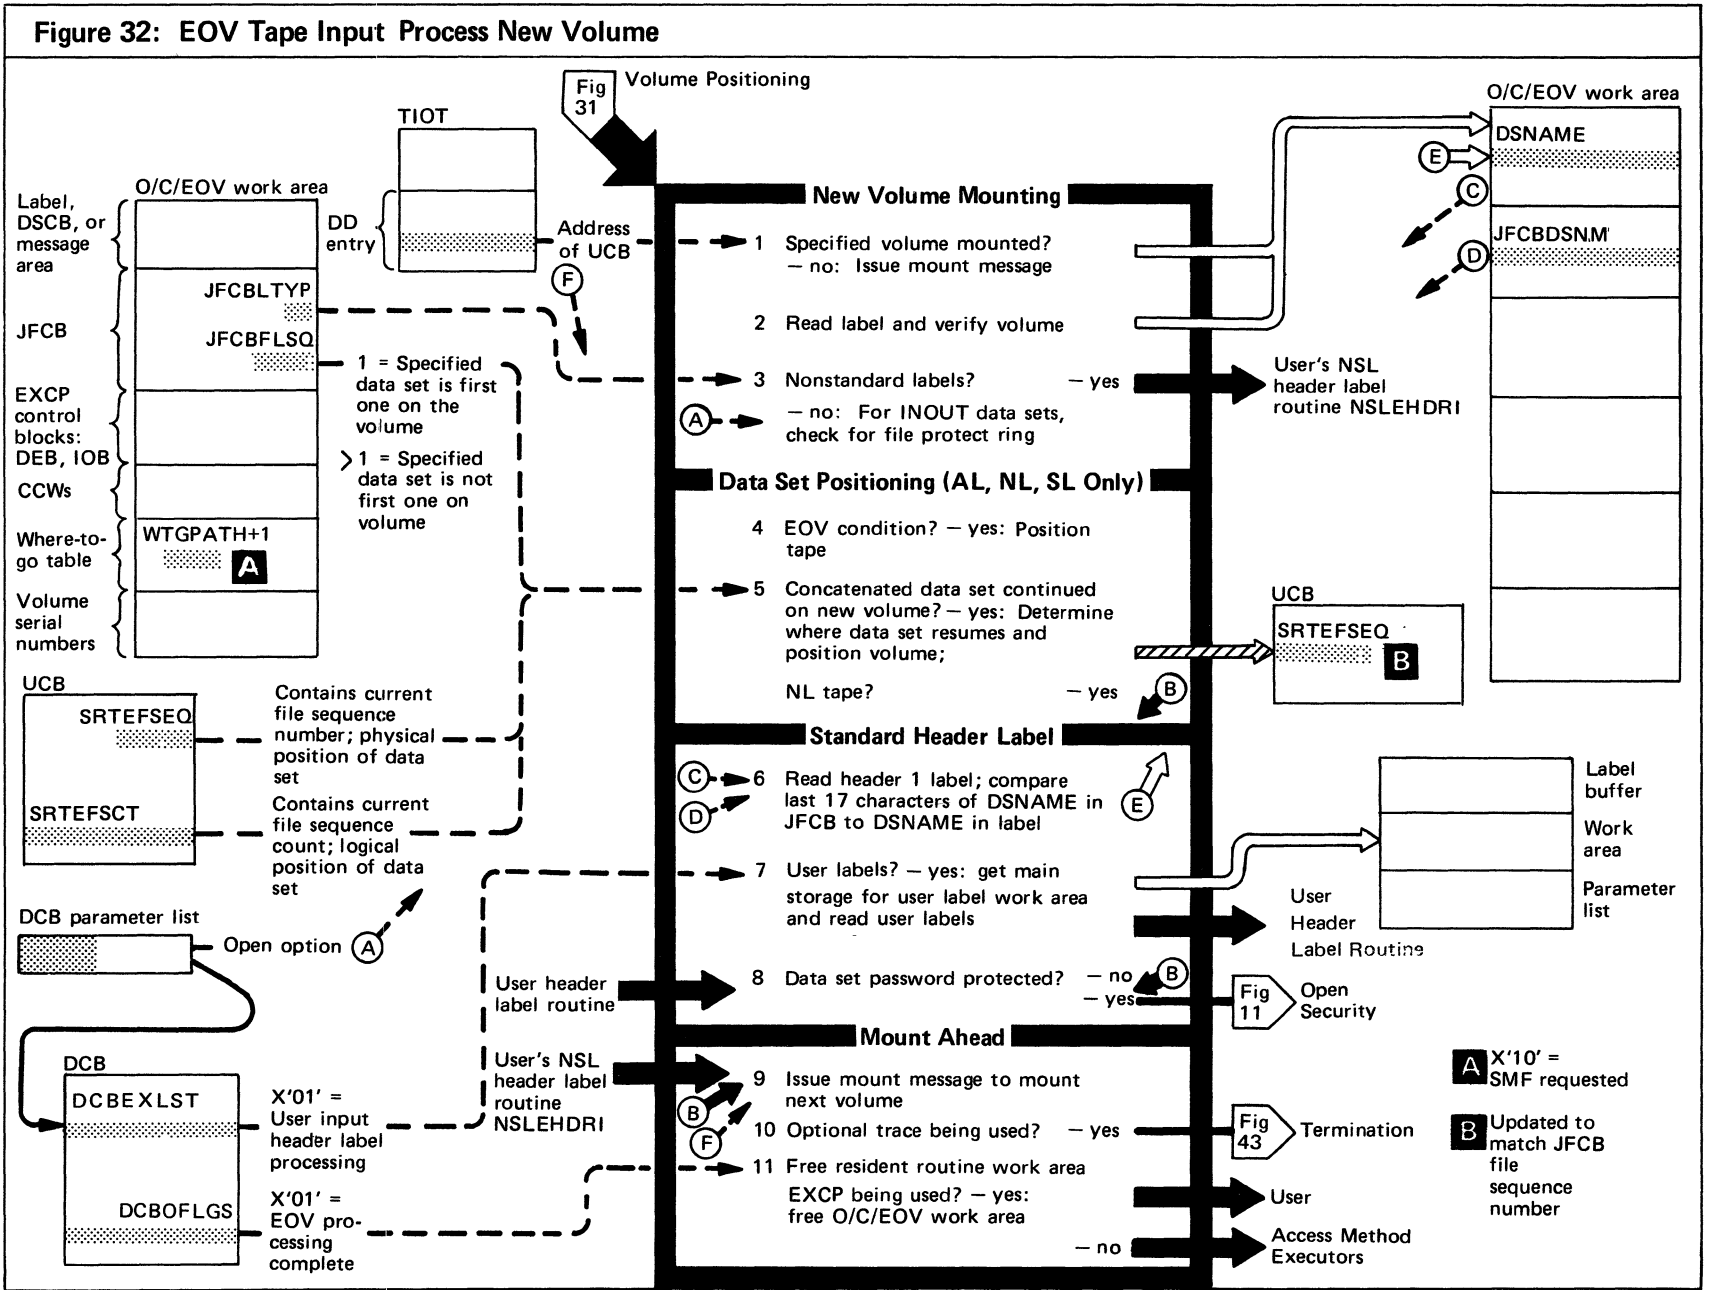 Figure 32: EOV Tape Input Process New Volume
Fig
31
Volume Positioning
TIOT
DD
entry
Address
of UCB
F
O/C/EOV work area
Label,
DSCB, or
message
area
JFCB
JFCBLTYP
JFCBFLSQ
EXCP
control
blocks:
DEB, IOB
CCWs
Where-to-
go table
WTGPATH+1
A
Volume
serial
numbers
1 = Specified
data set is first
one on the
volume
>1 = Specified
data set is not
first one on
volume
UCB
SRTEFSEQ
Contains current
file sequence
number; physical
position of data
set
SRTEFSCT
Contains current
file sequence
count; logical
position of data
set
DCB parameter list
Open option
A
DCB
DCBEXLST
X'01' =
User input
header label
processing
DCBOFLGS
X'01' =
EOV pro-
cessing
complete
User header
label routine
User's NSL
header label
routine
NSLEHDRI
New Volume Mounting
1 Specified volume mounted?
— no: Issue mount message
2 Read label and verify volume
3 Nonstandard labels? — yes
A
— no: For INOUT data sets,
check for file protect ring
Data Set Positioning (AL, NL, SL Only)
4 EOV condition? — yes: Position
tape
5 Concatenated data set continued
on new volume? — yes: Determine
where data set resumes and
position volume;
NL tape? — yes
B
Standard Header Label
C
D
6 Read header 1 label; compare
last 17 characters of DSNAME in
JFCB to DSNAME in label
E
7 User labels? — yes: get main
storage for user label work area
and read user labels
8 Data set password protected? — no
B
— yes
Mount Ahead
9 Issue mount message to mount
next volume
B
F
10 Optional trace being used? — yes
11 Free resident routine work area
EXCP being used? — yes:
free O/C/EOV work area
— no
O/C/EOV work area
DSNAME
E
C
JFCBDSNM
D
User's NSL
header label
routine NSLEHDRI
UCB
SRTEFSEQ
B
Label
buffer
Work
area
Parameter
list
User
Header
Label Routine
Fig
11
Open
Security
A X'10' =
SMF requested
Fig
43
Termination
B Updated to
match JFCB
file
sequence
number
User
Access Method
Executors